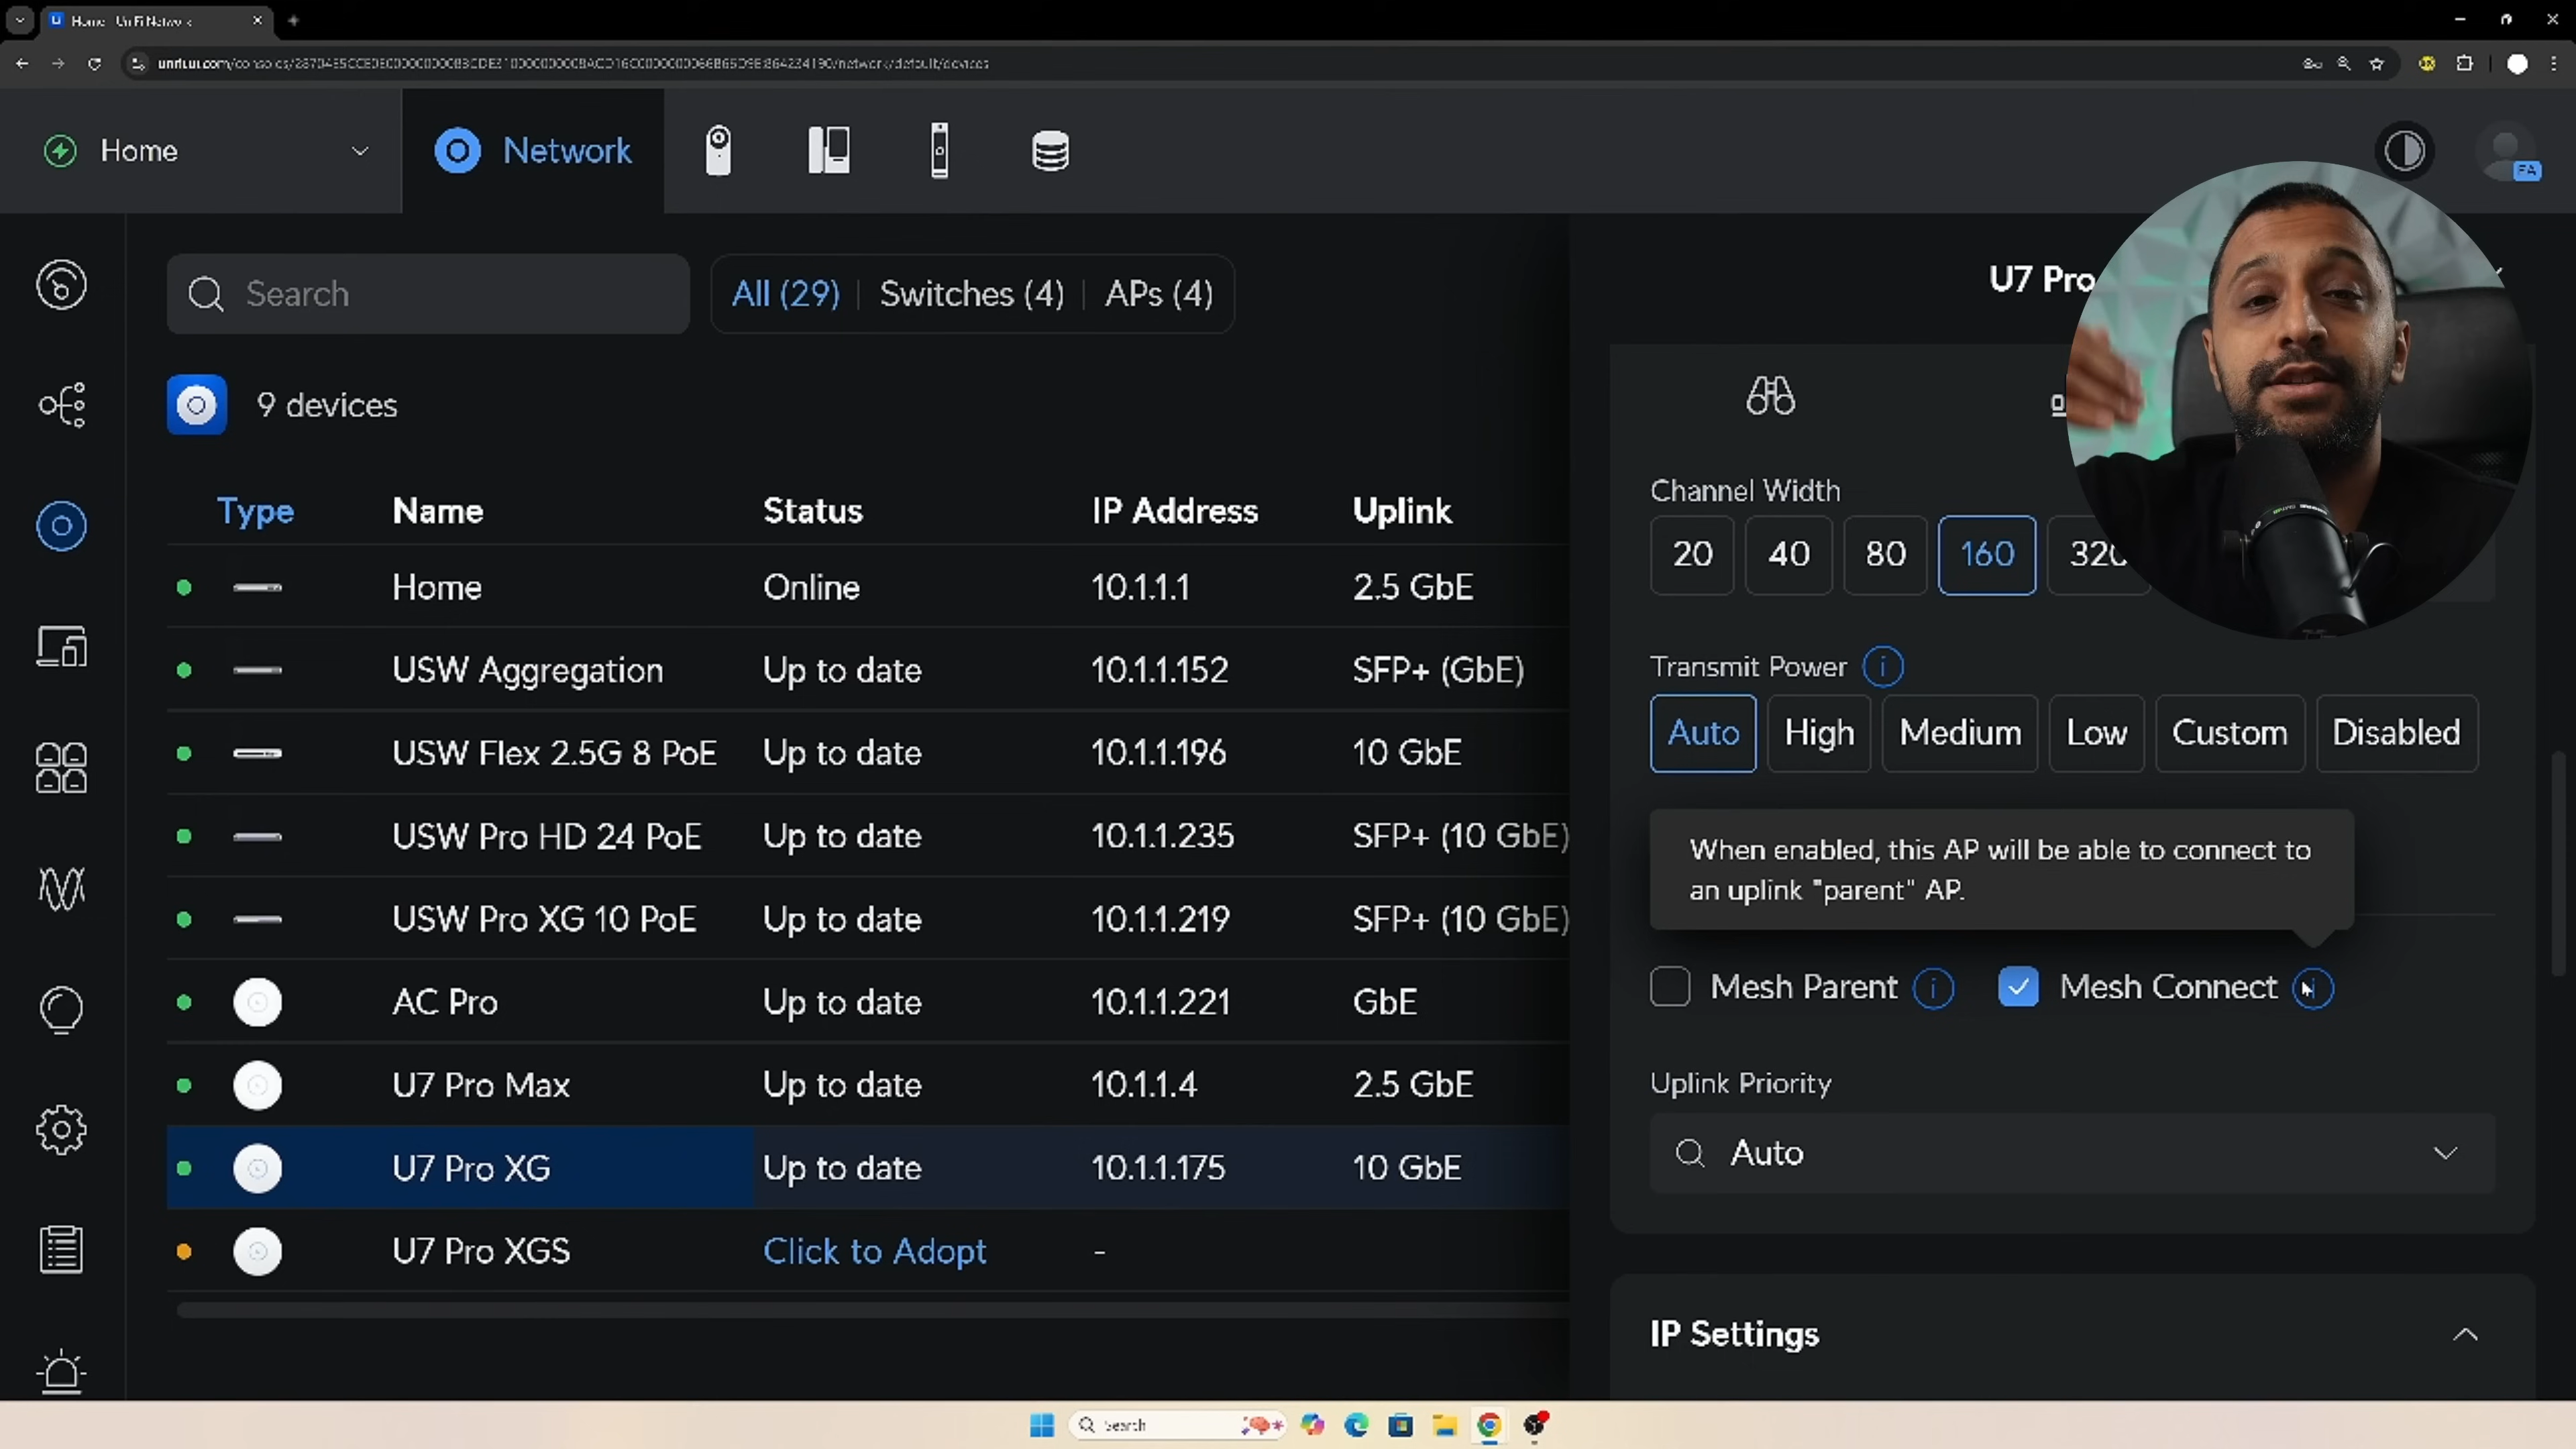 Home - UniFi Network
Home
Network
EA
Search
All (29) | Switches (4) | APs (4)
U7 Pro
9 devices
Type Name Status IP Address Uplink
Home Online 10.1.1.1 2.5 GbE
USW Aggregation Up to date 10.1.1.152 SFP+ (GbE)
USW Flex 2.5G 8 PoE Up to date 10.1.1.196 10 GbE
USW Pro HD 24 PoE Up to date 10.1.1.235 SFP+ (10 GbE)
USW Pro XG 10 PoE Up to date 10.1.1.219 SFP+ (10 GbE)
AC Pro Up to date 10.1.1.221 GbE
U7 Pro Max Up to date 10.1.1.4 2.5 GbE
U7 Pro XG Up to date 10.1.1.175 10 GbE
U7 Pro XGS Click to Adopt -
Channel Width
20 40 80 160 320
Transmit Power
Auto High Medium Low Custom Disabled
When enabled, this AP will be able to connect to
an uplink "parent" AP.
Mesh Parent Mesh Connect
Uplink Priority
Auto
IP Settings
Search